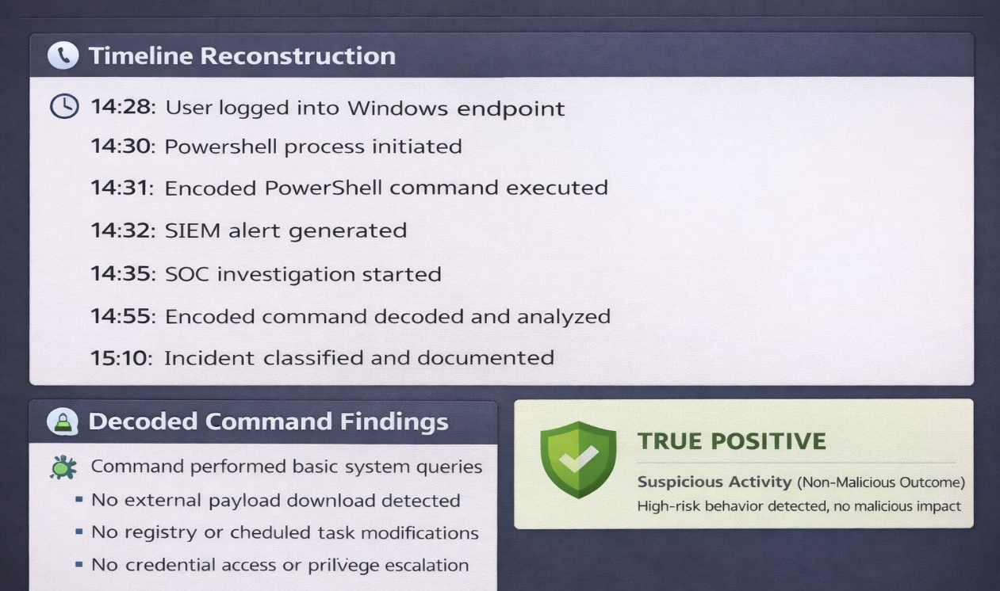 Timeline Reconstruction
14:28: User logged into Windows endpoint
14:30: Powershell process initiated
14:31: Encoded PowerShell command executed
14:32: SIEM alert generated
14:35: SOC investigation started
14:55: Encoded command decoded and analyzed
15:10: Incident classified and documented
Decoded Command Findings
Command performed basic system queries
▪ No external payload download detected
▪ No registry or cheduled task modifications
▪ No credential access or prilvege escalation
TRUE POSITIVE
Suspicious Activity (Non-Malicious Outcome)
High-risk behavior detected, no malicious impact